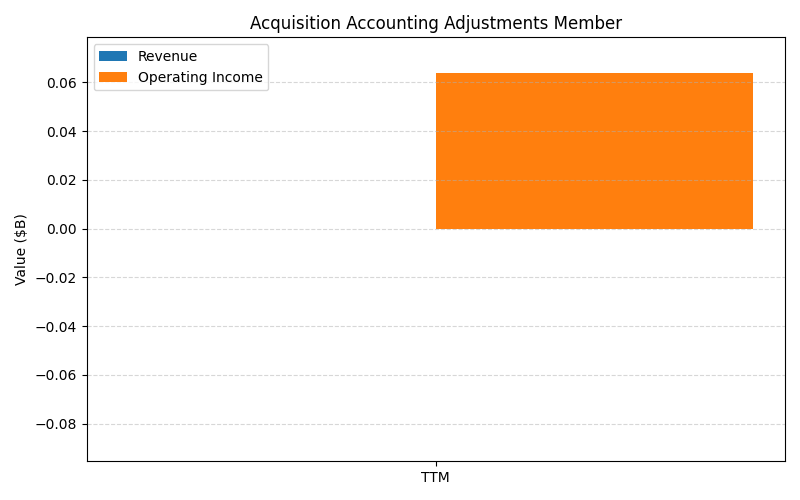 Acquisition Accounting Adjustments Member
Revenue
Operating Income
Value ($B)
0.06
0.04
0.02
0.00
−0.02
−0.04
−0.06
−0.08
TTM